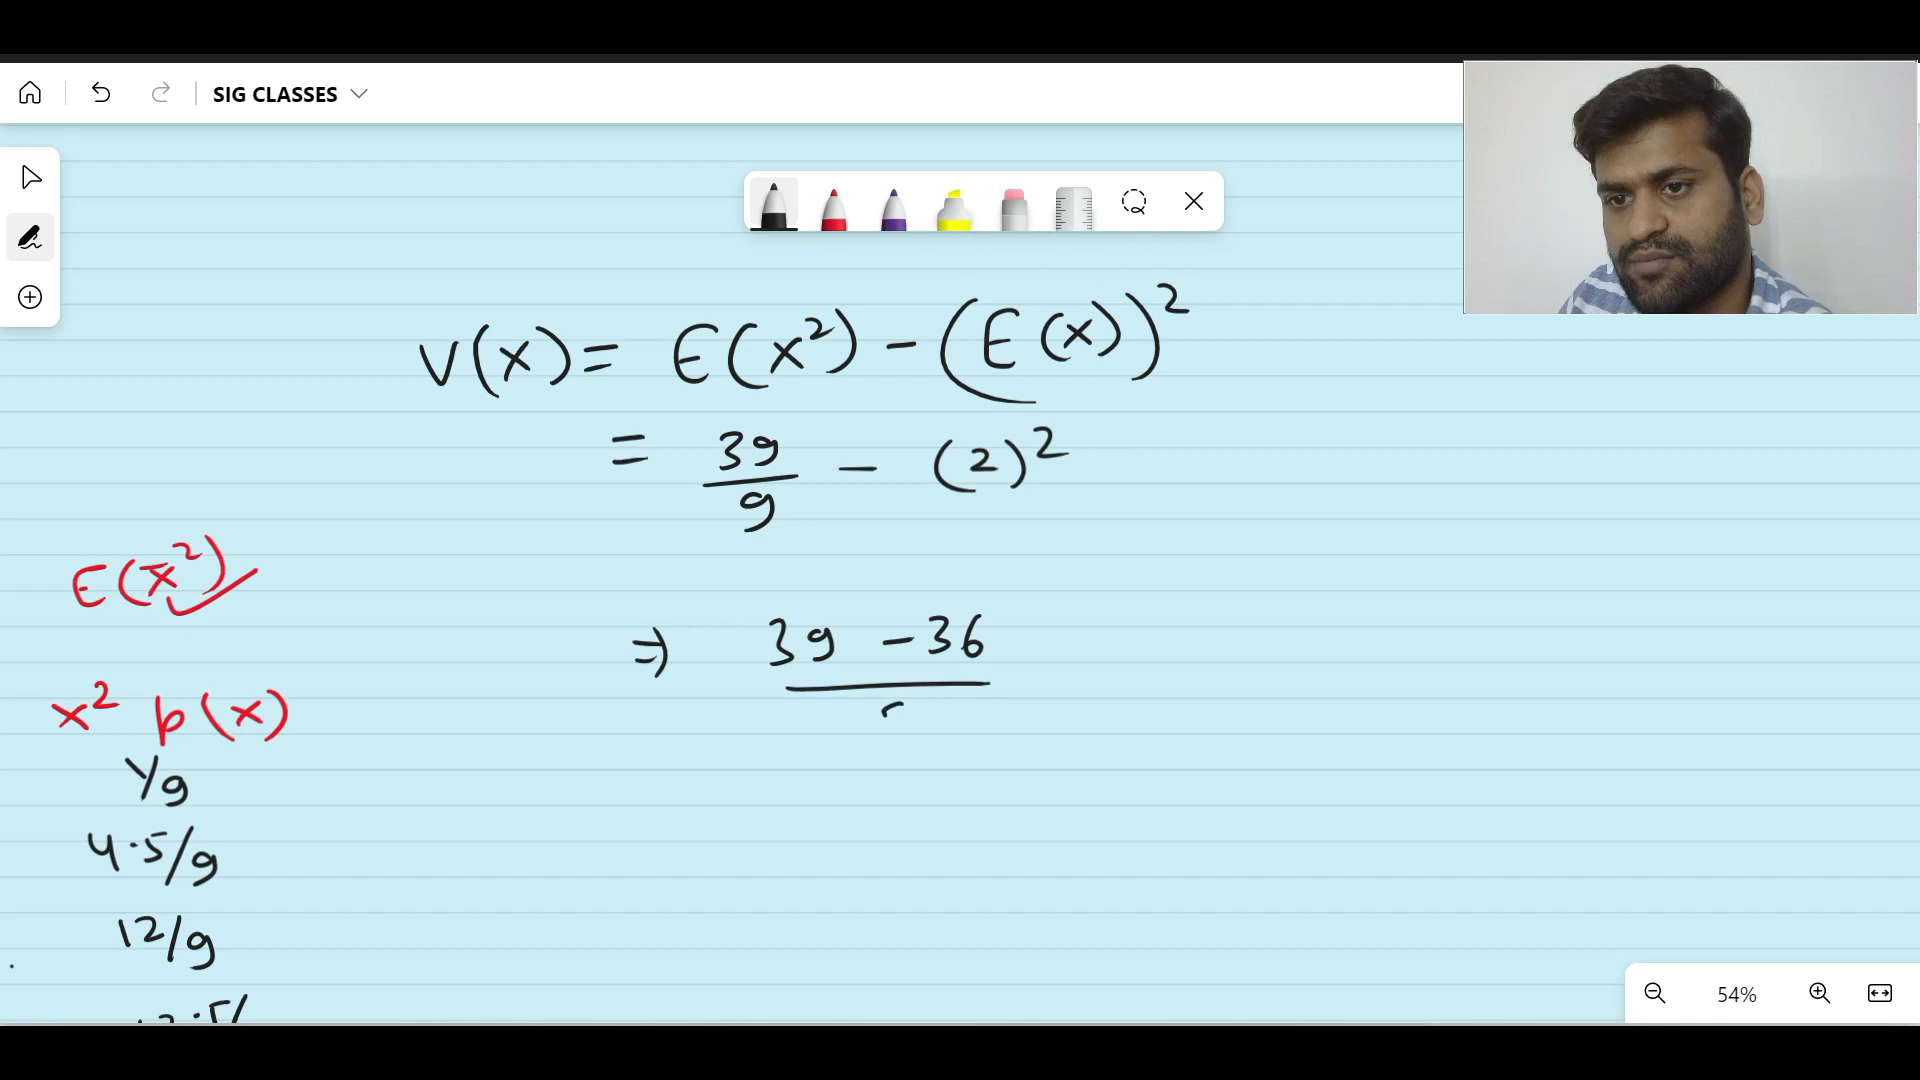 SIG CLASSES
V(x) = E(x²) - (E(x))²
= 39/9 - (2)²
E(x²)
⇒ 39 - 36
x² p(x)
1/9
4.5/9
12/9
54%